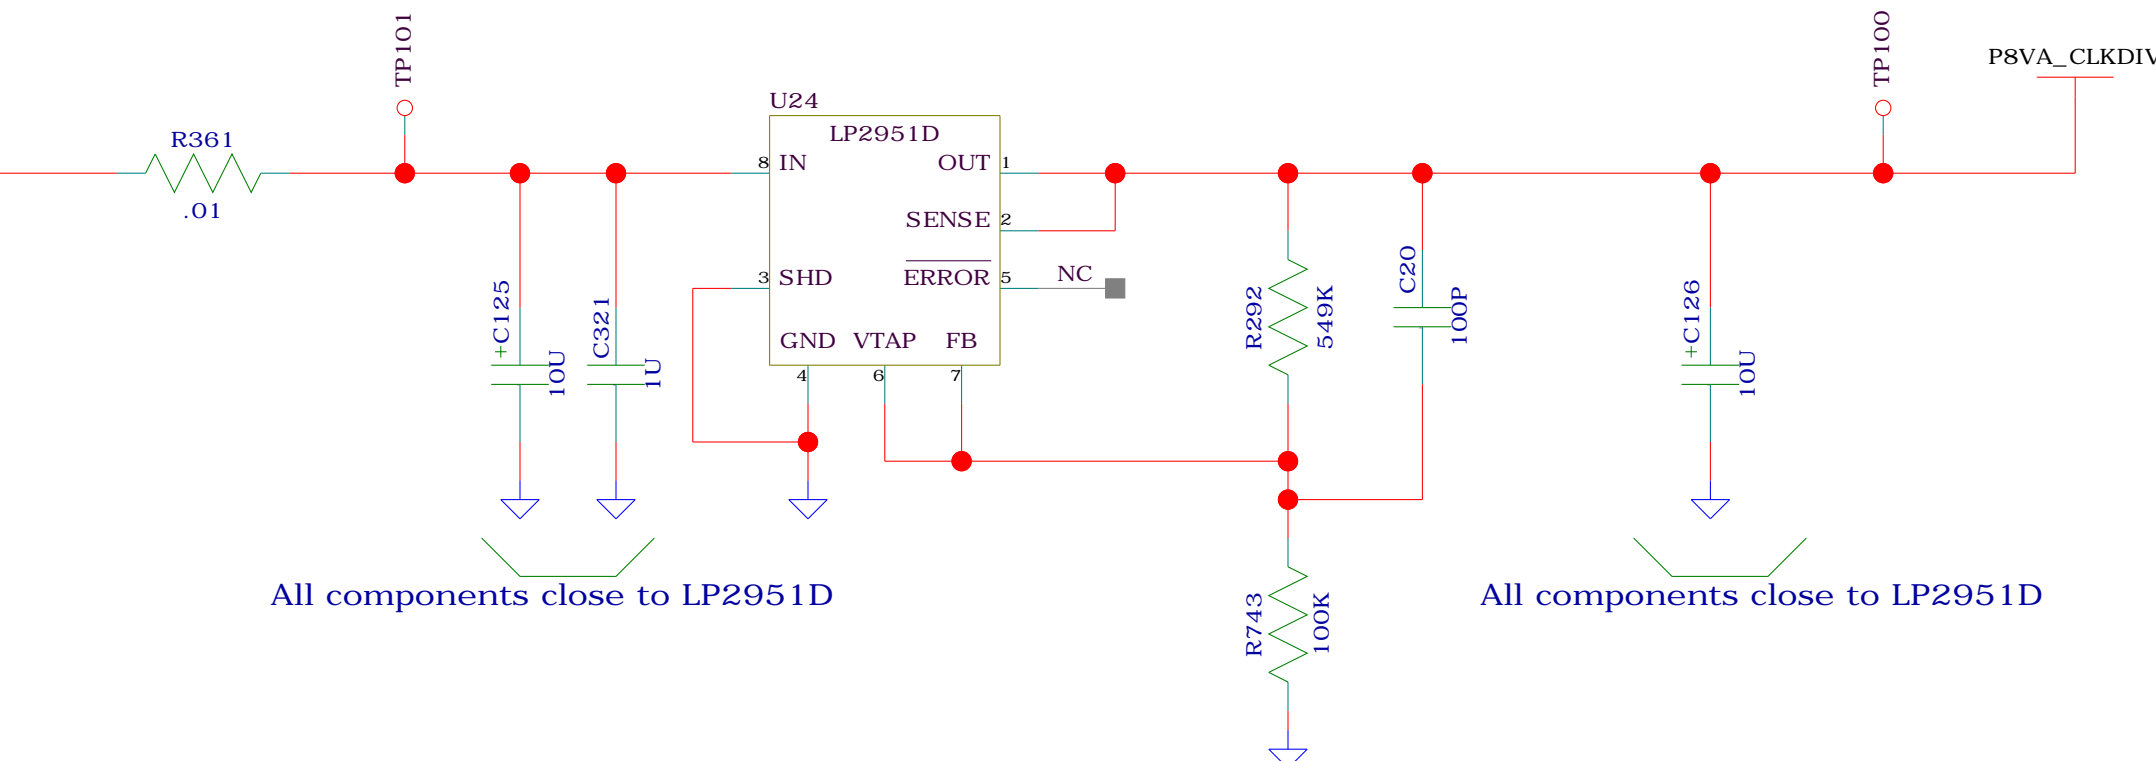 TP101
TP100
P8VA_CLKDIV
U24
LP2951D
R361
.01
8
IN
OUT
1
SENSE
2
3
SHD
ERROR
5
NC
GND
VTAP
FB
4
6
7
+C125
10U
C321
1U
R292
549K
C20
100P
+C126
10U
All components close to LP2951D
All components close to LP2951D
R743
100K